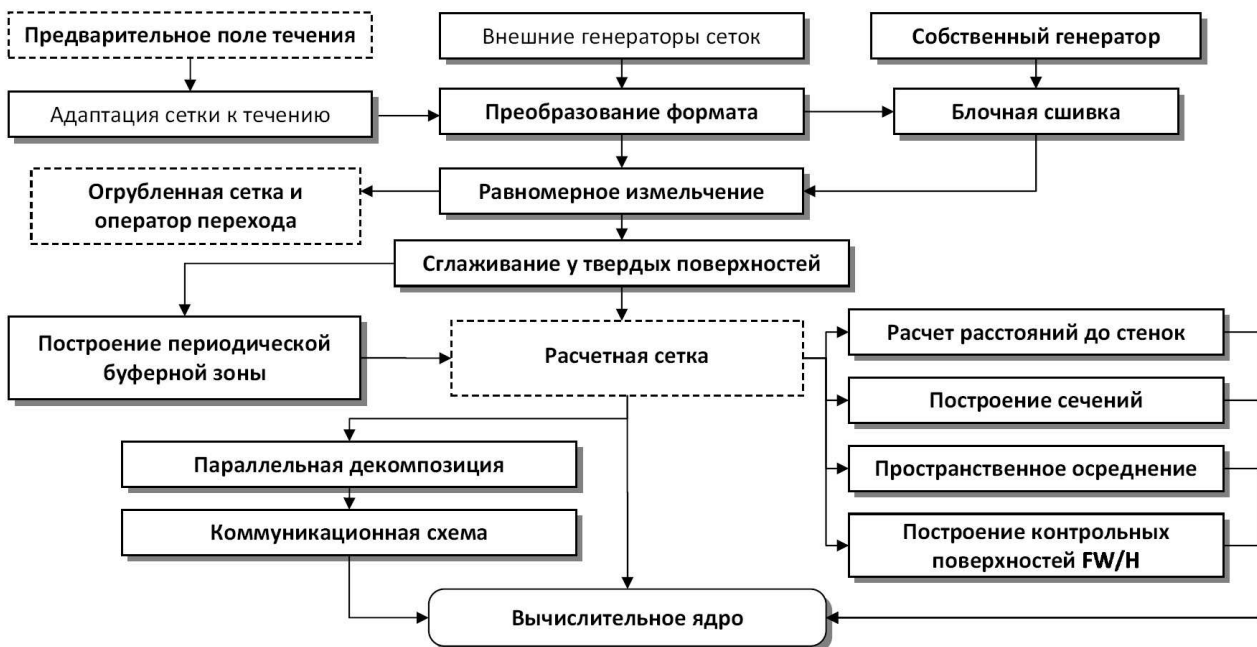 Предварительное поле течения
Внешние генераторы сеток
Собственный генератор
Адаптация сетки к течению
Преобразование формата
Блочная сшивка
Огрубленная сетка и
оператор перехода
Равномерное измельчение
Сглаживание у твердых поверхностей
Построение периодической
буферной зоны
Расчетная сетка
Расчет расстояний до стенок
Построение сечений
Параллельная декомпозиция
Пространственное осреднение
Коммуникационная схема
Построение контрольных
поверхностей FW/H
Вычислительное ядро